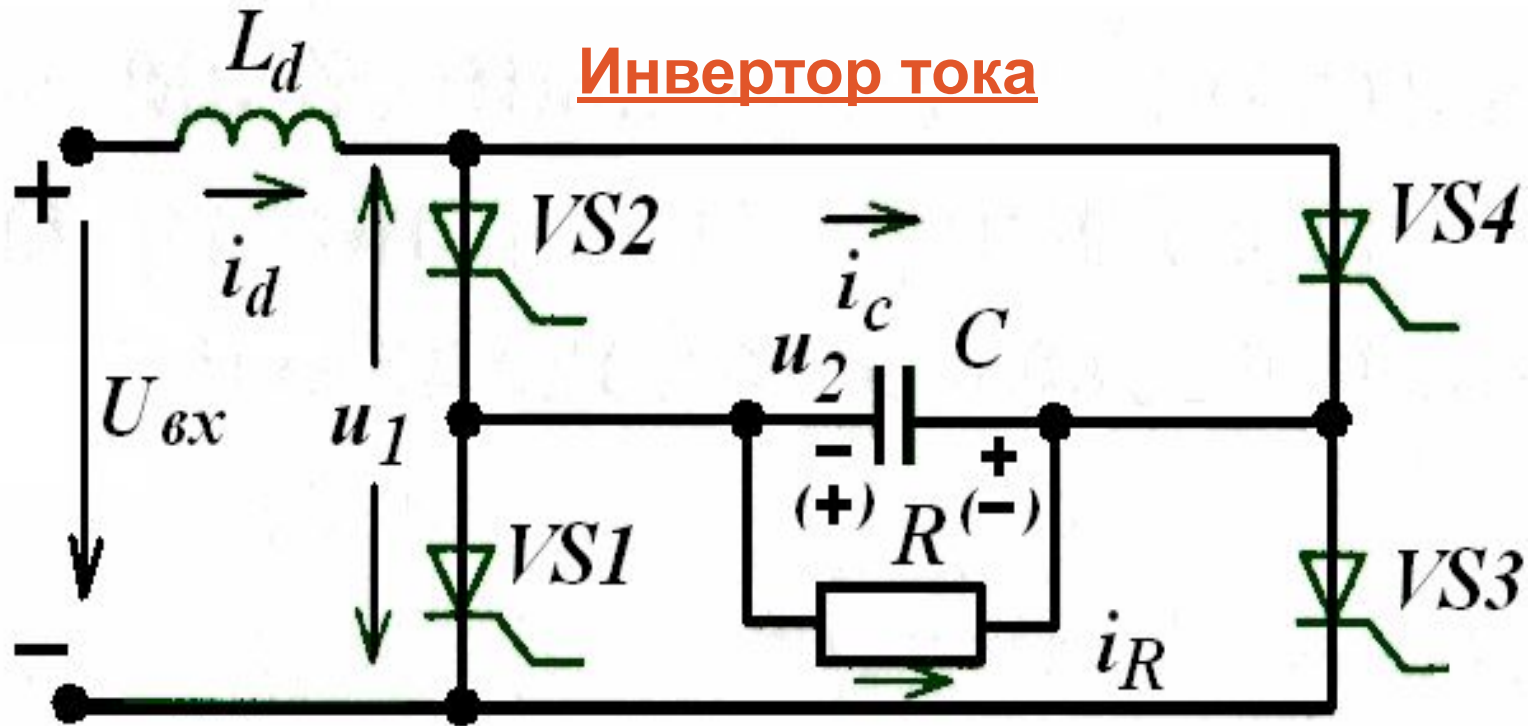 Инвертор тока
L_d
+
i_d
VS2
i_c
VS4
U_вх
u_1
u_2
C
−
+
(+)
(−)
R
VS1
VS3
−
i_R